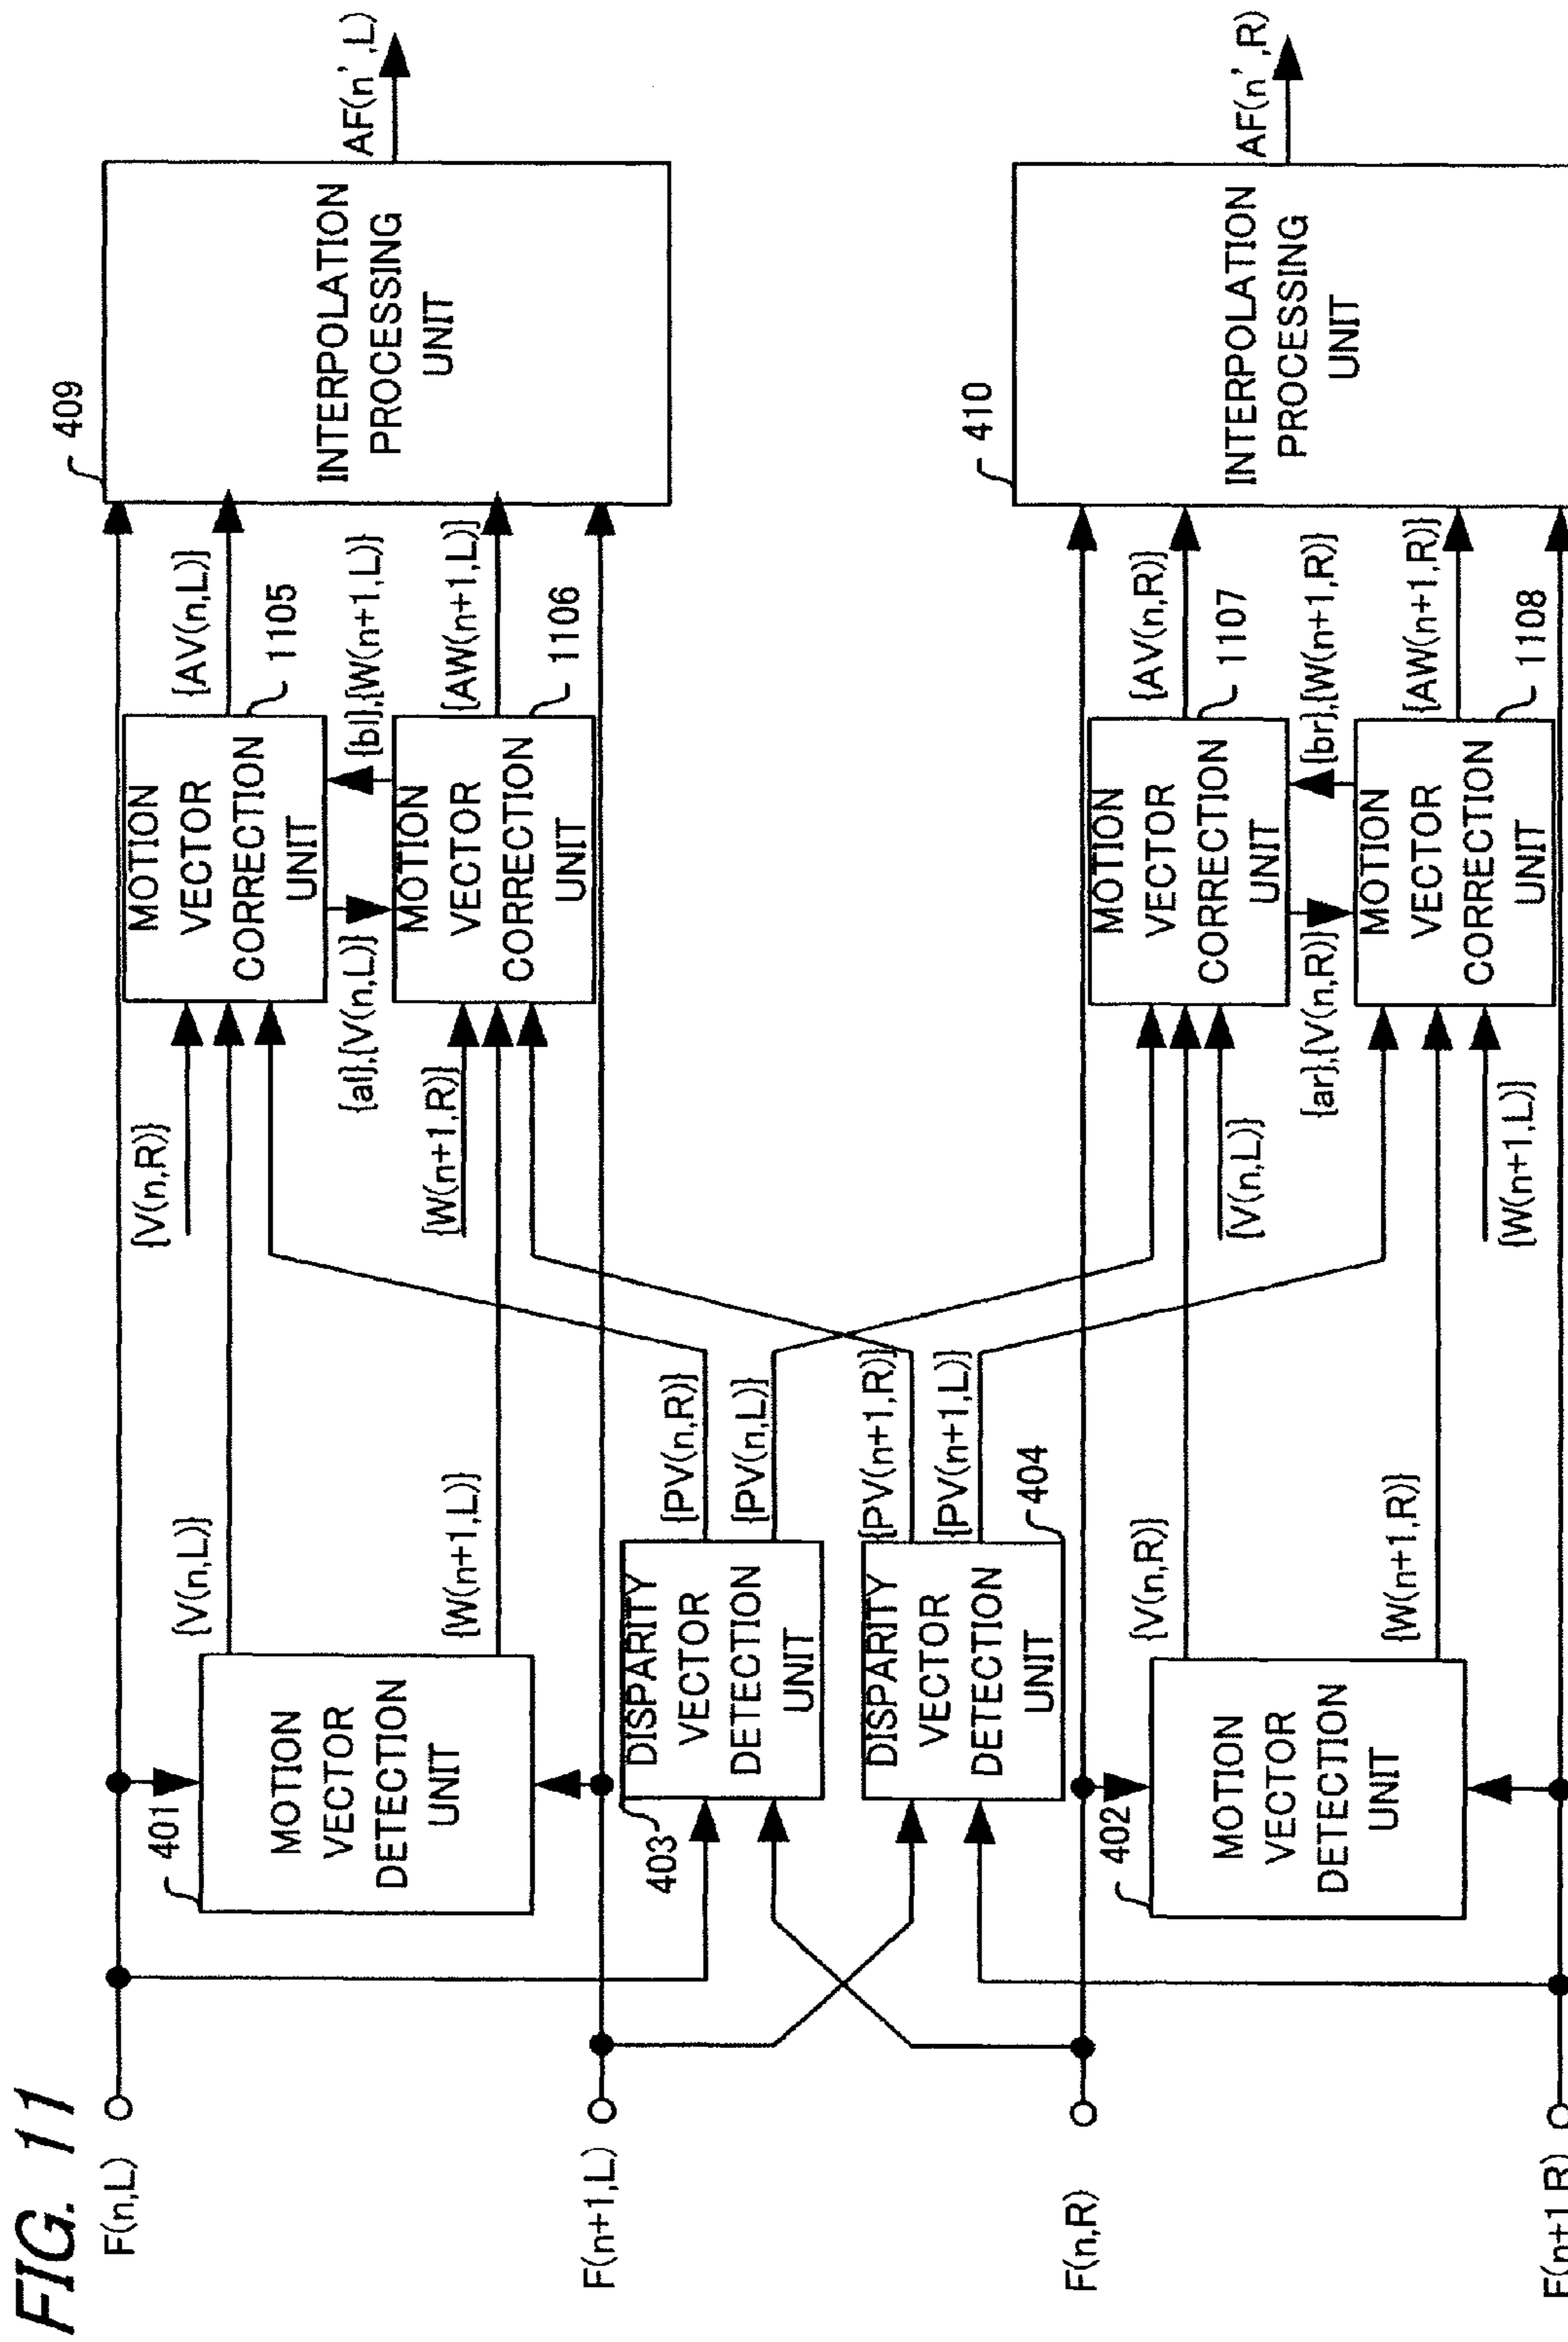 FIG. 11
F(n,L)
F(n+1,L)
F(n,R)
F(n+1,R)
401
MOTION
VECTOR
DETECTION
UNIT
{V(n,L)}
{W(n+1,L)}
403
DISPARITY
VECTOR
DETECTION
UNIT
{PV(n,R)}
{PV(n,L)}
404
DISPARITY
VECTOR
DETECTION
UNIT
{PV(n+1,R)}
{PV(n+1,L)}
402
MOTION
VECTOR
DETECTION
UNIT
{V(n,R)}
{W(n+1,R)}
{V(n,R)}
MOTION
VECTOR
CORRECTION
UNIT
1105
{AV(n,L)}
{al},{V(n,L)}
{bl},{W(n+1,L)}
{W(n+1,R)}
MOTION
VECTOR
CORRECTION
UNIT
1106
{AW(n+1,L)}
{V(n,L)}
MOTION
VECTOR
CORRECTION
UNIT
1107
{AV(n,R)}
{ar},{V(n,R)}
{br},{W(n+1,R)}
{W(n+1,L)}
MOTION
VECTOR
CORRECTION
UNIT
1108
{AW(n+1,R)}
409
INTERPOLATION
PROCESSING
UNIT
AF(n',L)
410
INTERPOLATION
PROCESSING
UNIT
AF(n',R)